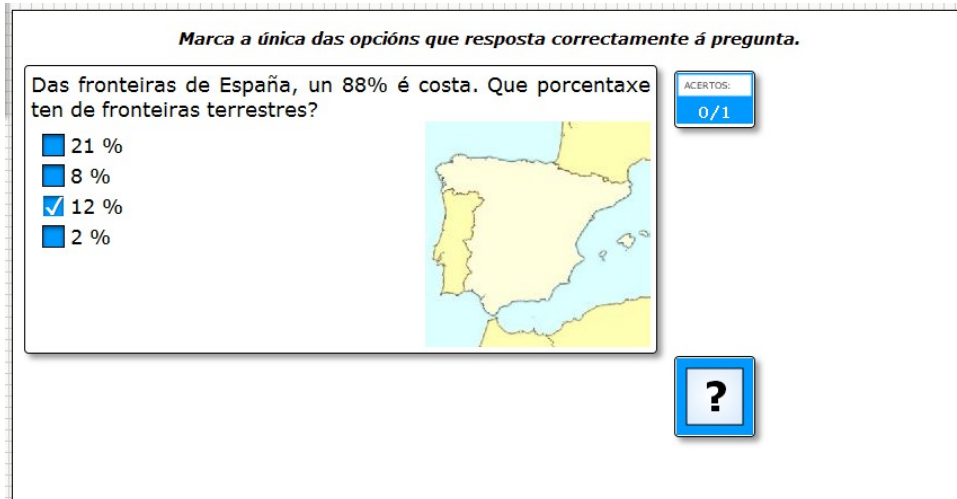 Marca a única das opcións que resposta correctamente á pregunta.
Das fronteiras de España, un 88% é costa. Que porcentaxe
ten de fronteiras terrestres?
21 %
8 %
12 %
2 %
ACERTOS:
0/1
?